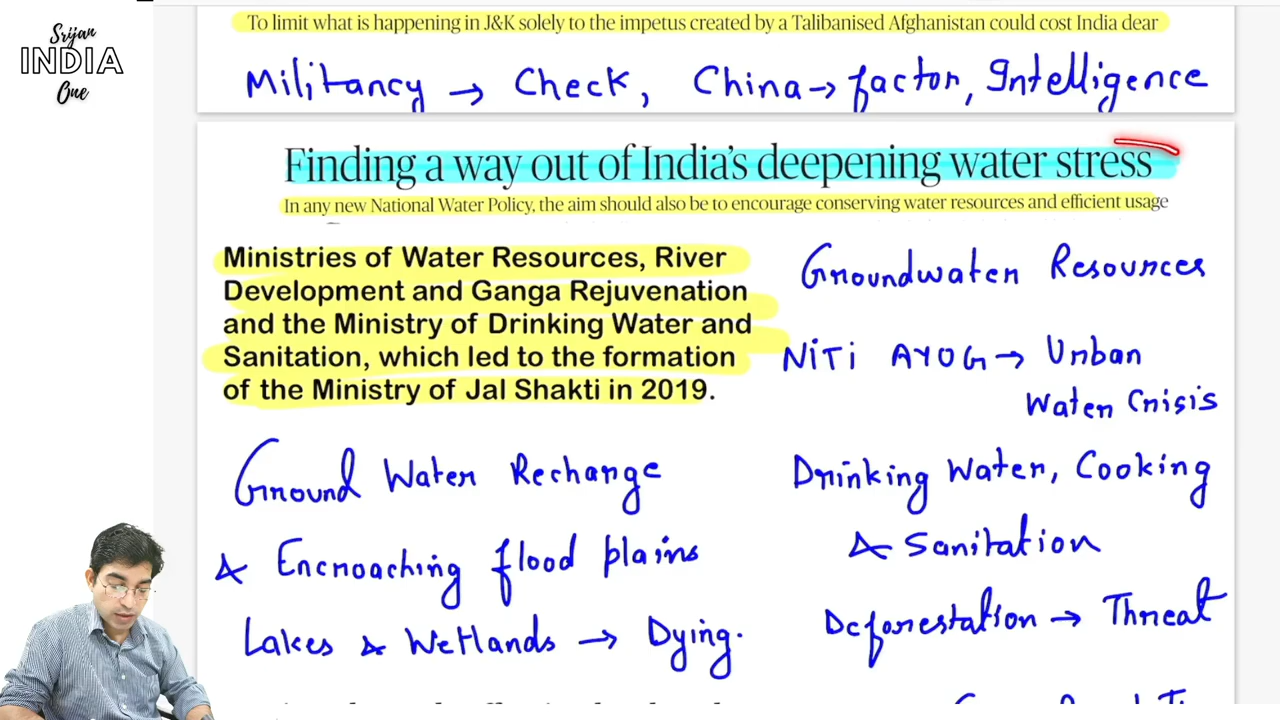 Srijan
INDIA
One
To limit what is happening in J&K solely to the impetus created by a Talibanised Afghanistan could cost India dear
Militancy → Check, China → factor, Intelligence
Finding a way out of India's deepening water stress
In any new National Water Policy, the aim should also be to encourage conserving water resources and efficient usage
Ministries of Water Resources, River
Development and Ganga Rejuvenation
and the Ministry of Drinking Water and
Sanitation, which led to the formation
of the Ministry of Jal Shakti in 2019.
Groundwater Resources
NiTi AYOG → Urban
Water Crisis
Ground Water Recharge
& Encroaching flood plains
Lakes & Wetlands → Dying.
Drinking Water, Cooking
& Sanitation
Deforestation → Threat